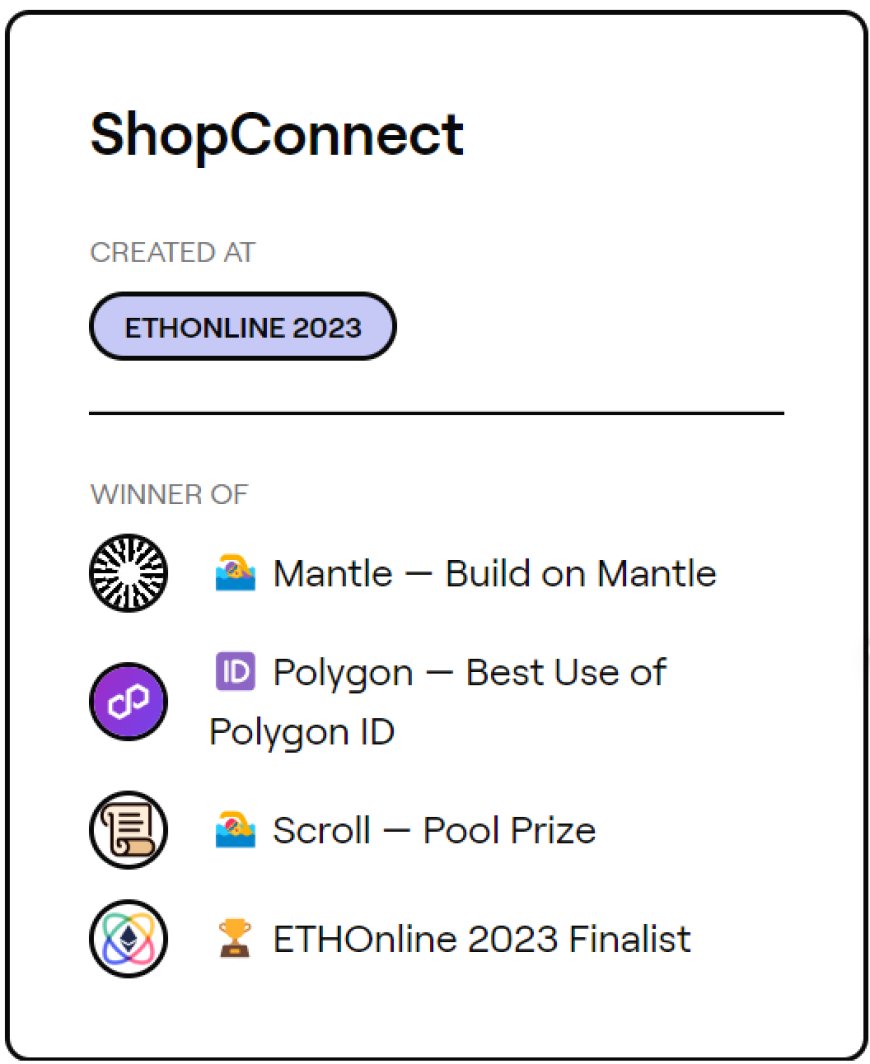 ShopConnect
CREATED AT
ETHONLINE 2023
WINNER OF
🏊 Mantle — Build on Mantle
🆔 Polygon — Best Use of
Polygon ID
🏊 Scroll — Pool Prize
🏆 ETHOnline 2023 Finalist